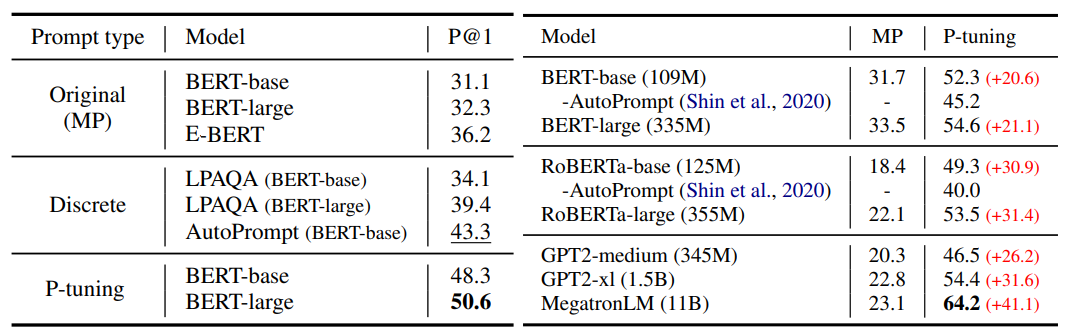 Prompt type Model P@1
Original (MP) BERT-base 31.1
BERT-large 32.3
E-BERT 36.2
Discrete LPAQA (BERT-base) 34.1
LPAQA (BERT-large) 39.4
AutoPrompt (BERT-base) 43.3
P-tuning BERT-base 48.3
BERT-large 50.6
Model MP P-tuning
BERT-base (109M) 31.7 52.3 (+20.6)
-AutoPrompt (Shin et al., 2020) - 45.2
BERT-large (335M) 33.5 54.6 (+21.1)
RoBERTa-base (125M) 18.4 49.3 (+30.9)
-AutoPrompt (Shin et al., 2020) - 40.0
RoBERTa-large (355M) 22.1 53.5 (+31.4)
GPT2-medium (345M) 20.3 46.5 (+26.2)
GPT2-xl (1.5B) 22.8 54.4 (+31.6)
MegatronLM (11B) 23.1 64.2 (+41.1)